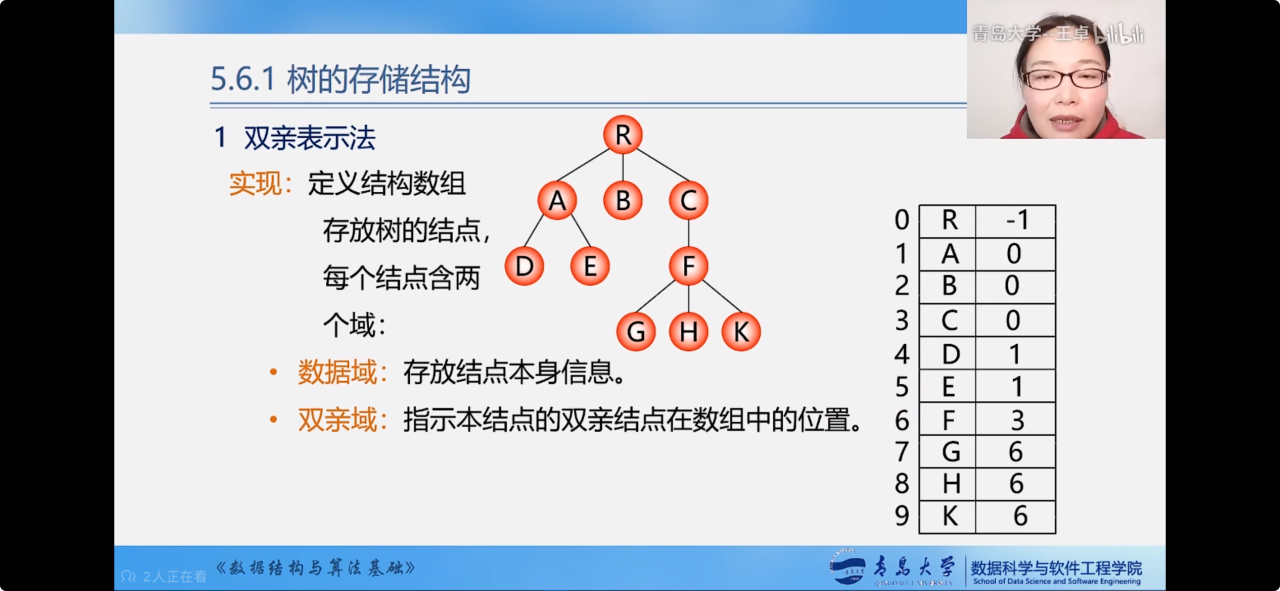 青岛大学-王卓 bilibili
5.6.1 树的存储结构
1 双亲表示法
实现：定义结构数组
存放树的结点，
每个结点含两
个域：
• 数据域：存放结点本身信息。
• 双亲域：指示本结点的双亲结点在数组中的位置。
R
A B C
D E F
G H K
0 R -1
1 A 0
2 B 0
3 C 0
4 D 1
5 E 1
6 F 3
7 G 6
8 H 6
9 K 6
2人正在看
《数据结构与算法基础》
青岛大学
QINGDAO UNIVERSITY
数据科学与软件工程学院
School of Data Science and Software Engineering